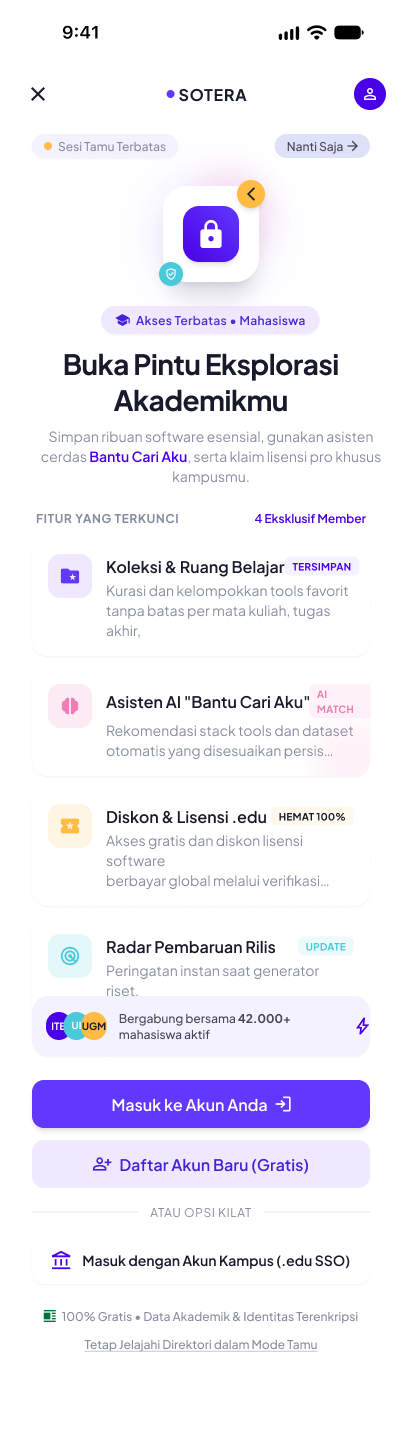 9:41
SOTERA
Sesi Tamu Terbatas
Nanti Saja →
Akses Terbatas • Mahasiswa
Buka Pintu Eksplorasi
Akademikmu
Simpan ribuan software esensial, gunakan asisten
cerdas Bantu Cari Aku, serta klaim lisensi pro khusus
kampusmu.
FITUR YANG TERKUNCI
4 Eksklusif Member
Koleksi & Ruang Belajar
TERSIMPAN
Kurasi dan kelompokkan tools favorit
tanpa batas per mata kuliah, tugas
akhir,
Asisten AI "Bantu Cari Aku"
AI
MATCH
Rekomendasi stack tools dan dataset
otomatis yang disesuaikan persis...
Diskon & Lisensi .edu
HEMAT 100%
Akses gratis dan diskon lisensi
software
berbayar global melalui verifikasi...
Radar Pembaruan Rilis
UPDATE
Peringatan instan saat generator
riset.
ITB
UI
UGM
Bergabung bersama 42.000+
mahasiswa aktif
Masuk ke Akun Anda
Daftar Akun Baru (Gratis)
ATAU OPSI KILAT
Masuk dengan Akun Kampus (.edu SSO)
100% Gratis • Data Akademik & Identitas Terenkripsi
Tetap Jelajahi Direktori dalam Mode Tamu